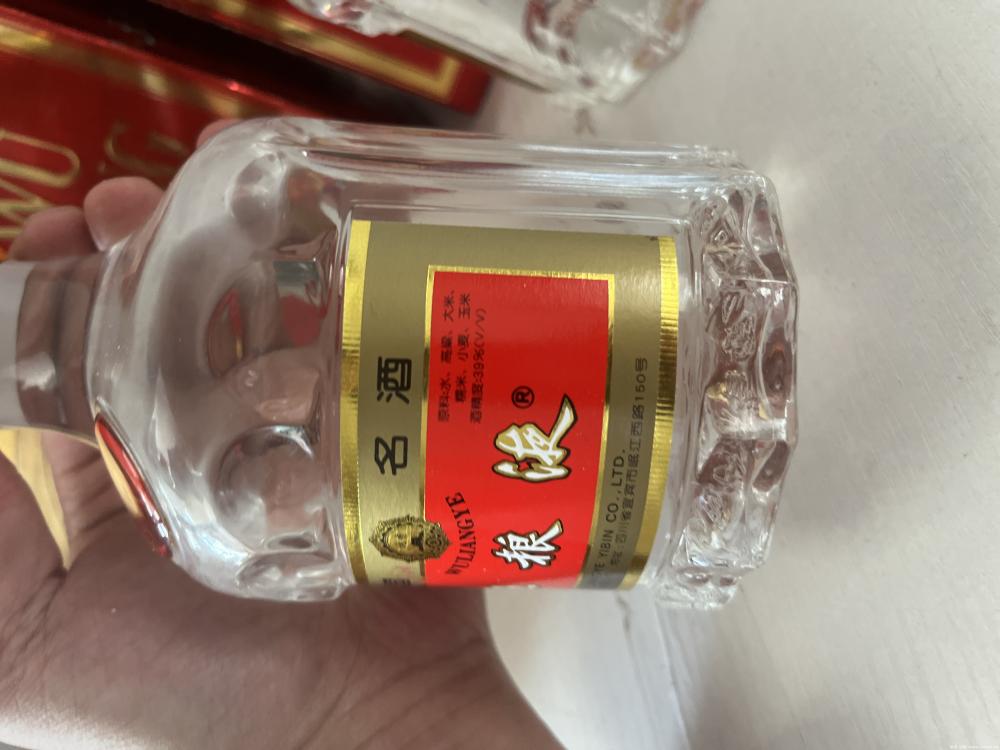 名酒
WULIANGYE
原料:水、高粱、大米、
糯米、小麦、玉米
酒精度:39%(V/V)
粮液®
YE YIBIN CO.,LTD.
地址:四川省宜宾市岷江西路150号
WU